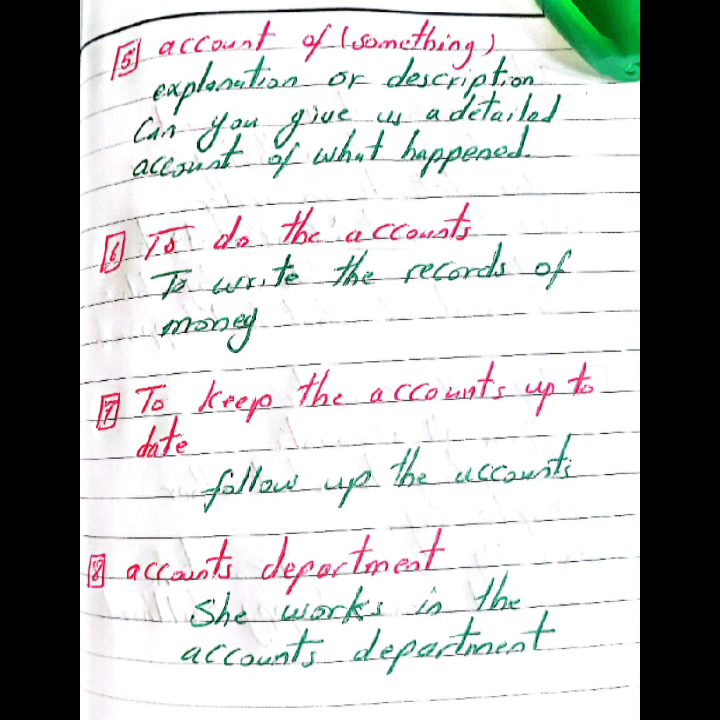 5 account of (something)
explanation or description
Can you give us a detailed
account of what happened.
6 To do the accounts
To write the records of
money
7 To keep the accounts up to
date
follow up the accounts
8 accounts department
She works in the
accounts department